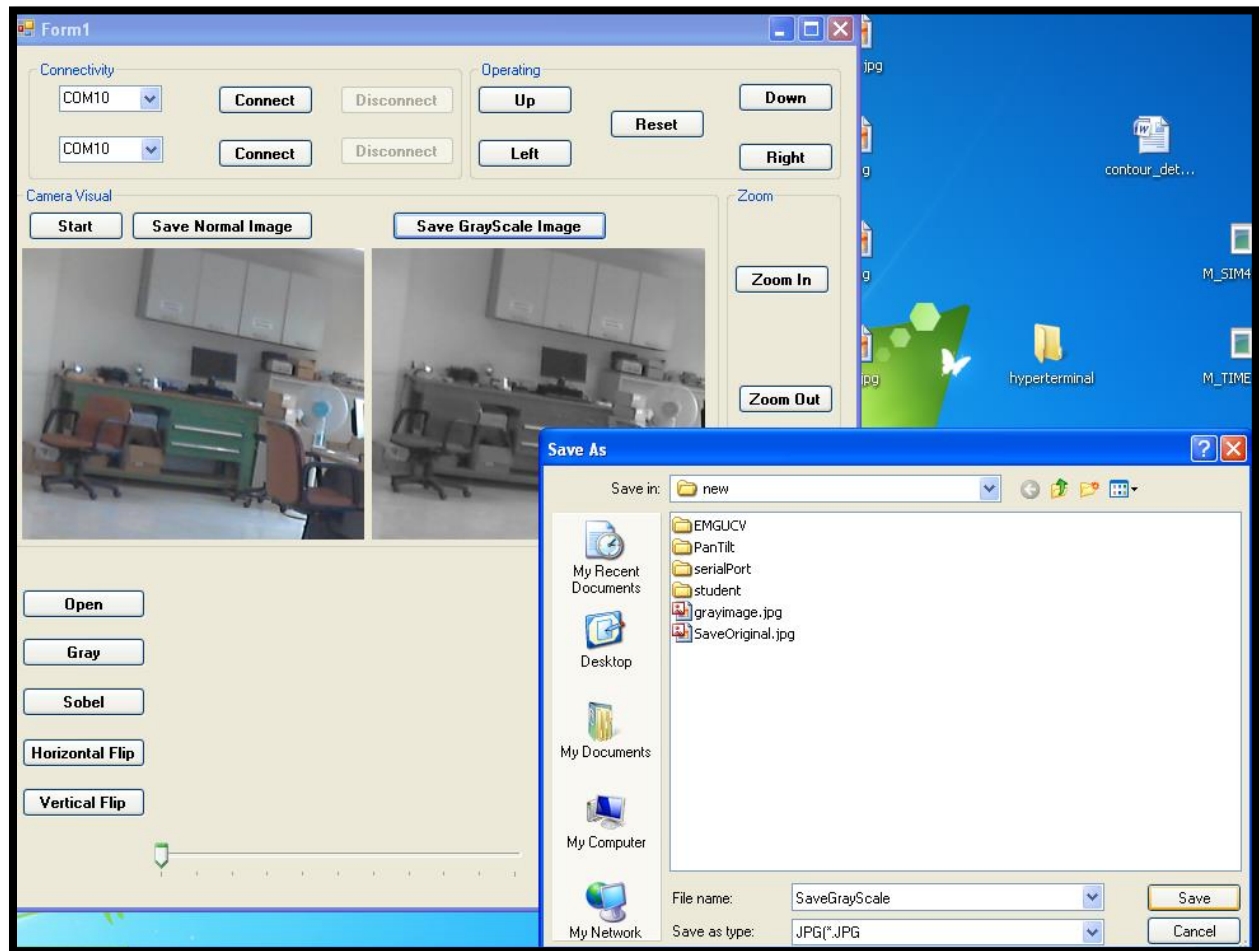 Form1
Connectivity
COM10
Connect
Disconnect
COM10
Connect
Disconnect
Operating
Up
Down
Reset
Left
Right
Camera Visual
Start
Save Normal Image
Save GrayScale Image
Zoom
Zoom In
Zoom Out
Open
Gray
Sobel
Horizontal Flip
Vertical Flip
jpg
g
g
jpg
contour_det...
M_SIM4
hyperterminal
M_TIME
Save As
Save in:
new
My Recent
Documents
Desktop
My Documents
My Computer
My Network
EMGUCV
PanTilt
serialPort
student
grayimage.jpg
SaveOriginal.jpg
File name:
SaveGrayScale
Save
Save as type:
JPG(*.JPG
Cancel